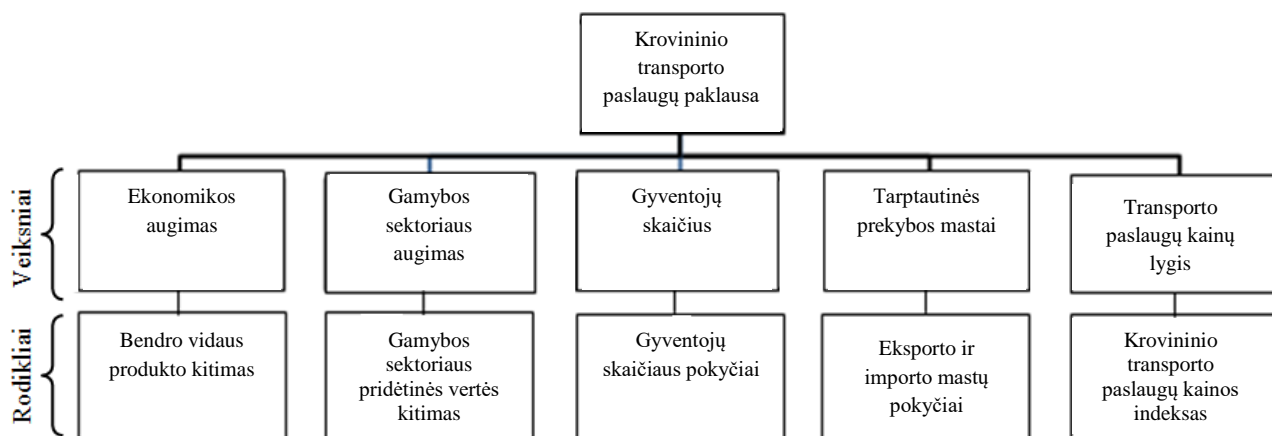 Krovininio
transporto
paslaugų paklausa
Veiksniai
Ekonomikos
augimas
Gamybos
sektoriaus
augimas
Gyventojų
skaičius
Tarptautinės
prekybos mastai
Transporto
paslaugų kainų
lygis
Rodikliai
Bendro vidaus
produkto kitimas
Gamybos
sektoriaus
pridėtinės vertės
kitimas
Gyventojų
skaičiaus pokyčiai
Eksporto ir
importo mastų
pokyčiai
Krovininio
transporto
paslaugų kainos
indeksas